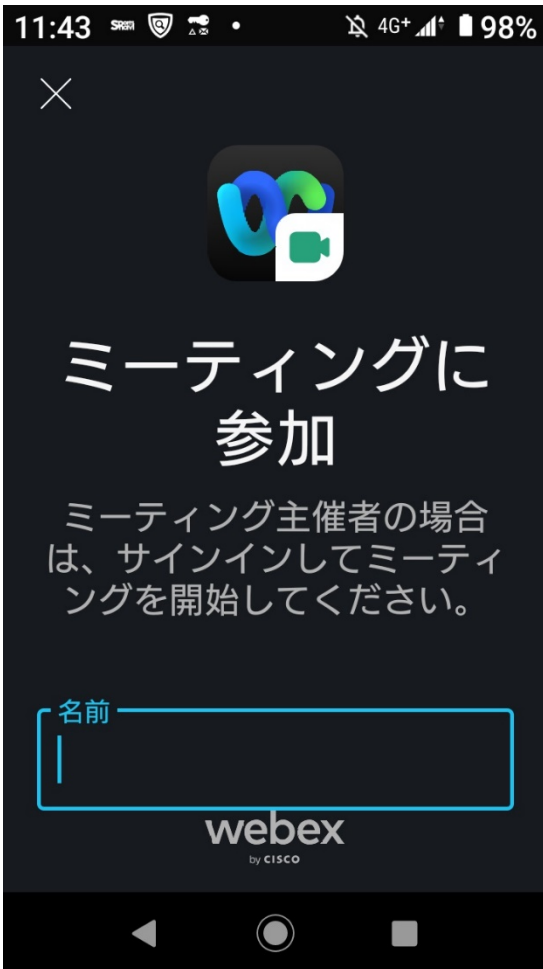 11:43
4G+
98%
ミーティングに
参加
ミーティング主催者の場合
は、サインインしてミーティ
ングを開始してください。
名前
webex
by CISCO